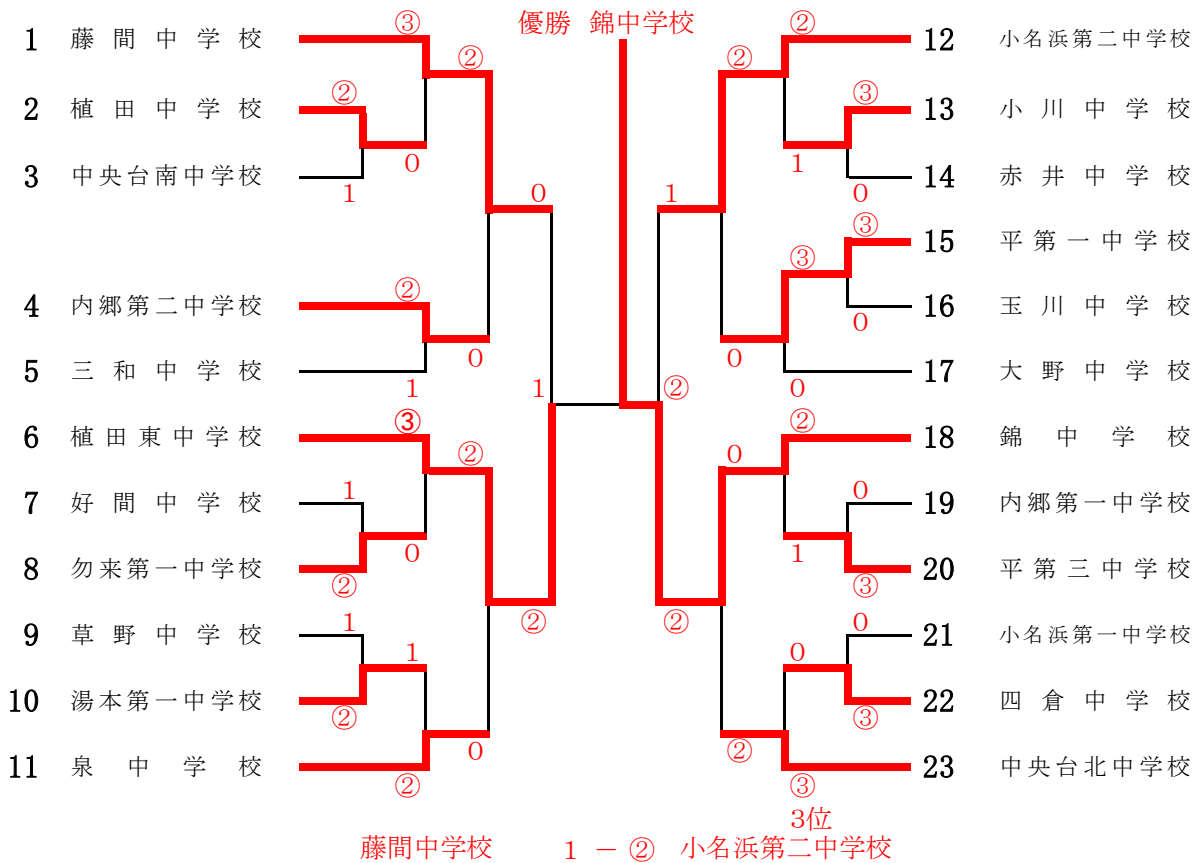 優勝 錦中学校
1 藤間中学校
③
②
2 植田中学校
②
0
3 中央台南中学校
1
0
4 内郷第二中学校
②
0
5 三和中学校
1
1
6 植田東中学校
③
②
7 好間中学校
1
0
8 勿来第一中学校
②
②
9 草野中学校
1
1
10 湯本第一中学校
②
0
11 泉中学校
②
②
②
12 小名浜第二中学校
③
13 小川中学校
1
14 赤井中学校
0
1
③
15 平第一中学校
③
16 玉川中学校
0
0
17 大野中学校
0
②
②
18 錦中学校
0
0
19 内郷第一中学校
1
20 平第三中学校
③
②
0
21 小名浜第一中学校
0
22 四倉中学校
③
②
23 中央台北中学校
③
3位
藤間中学校 1 － ② 小名浜第二中学校